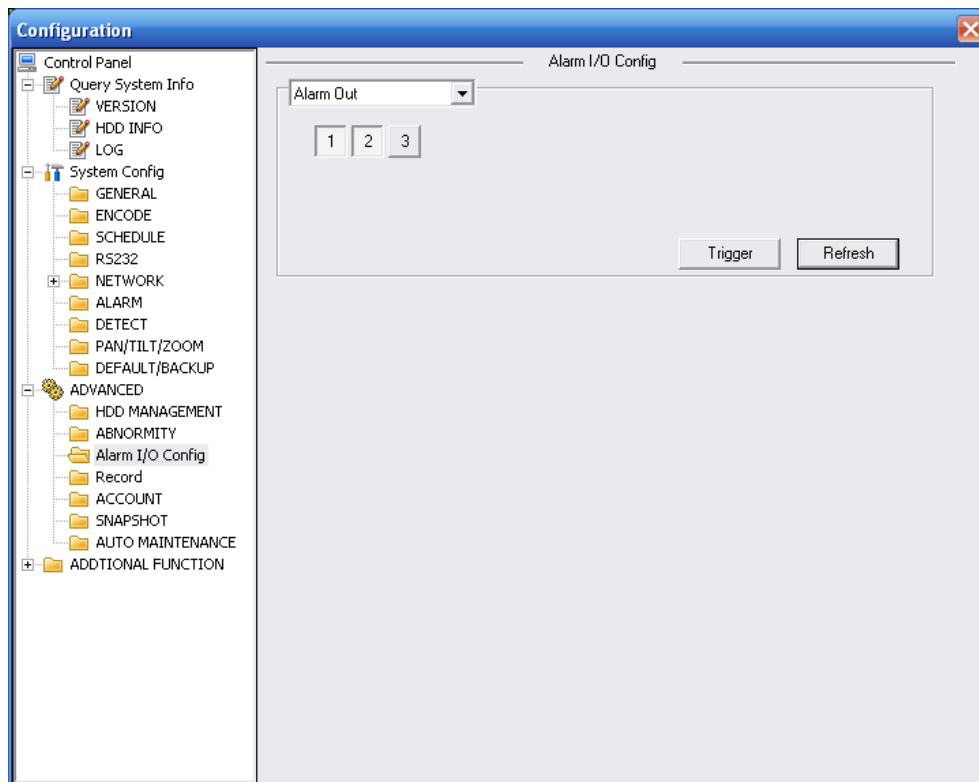 Configuration
Control Panel
Query System Info
VERSION
HDD INFO
LOG
System Config
GENERAL
ENCODE
SCHEDULE
RS232
NETWORK
ALARM
DETECT
PAN/TILT/ZOOM
DEFAULT/BACKUP
ADVANCED
HDD MANAGEMENT
ABNORMITY
Alarm I/O Config
Record
ACCOUNT
SNAPSHOT
AUTO MAINTENANCE
ADDTIONAL FUNCTION
Alarm I/O Config
Alarm Out
1 2 3
Trigger Refresh